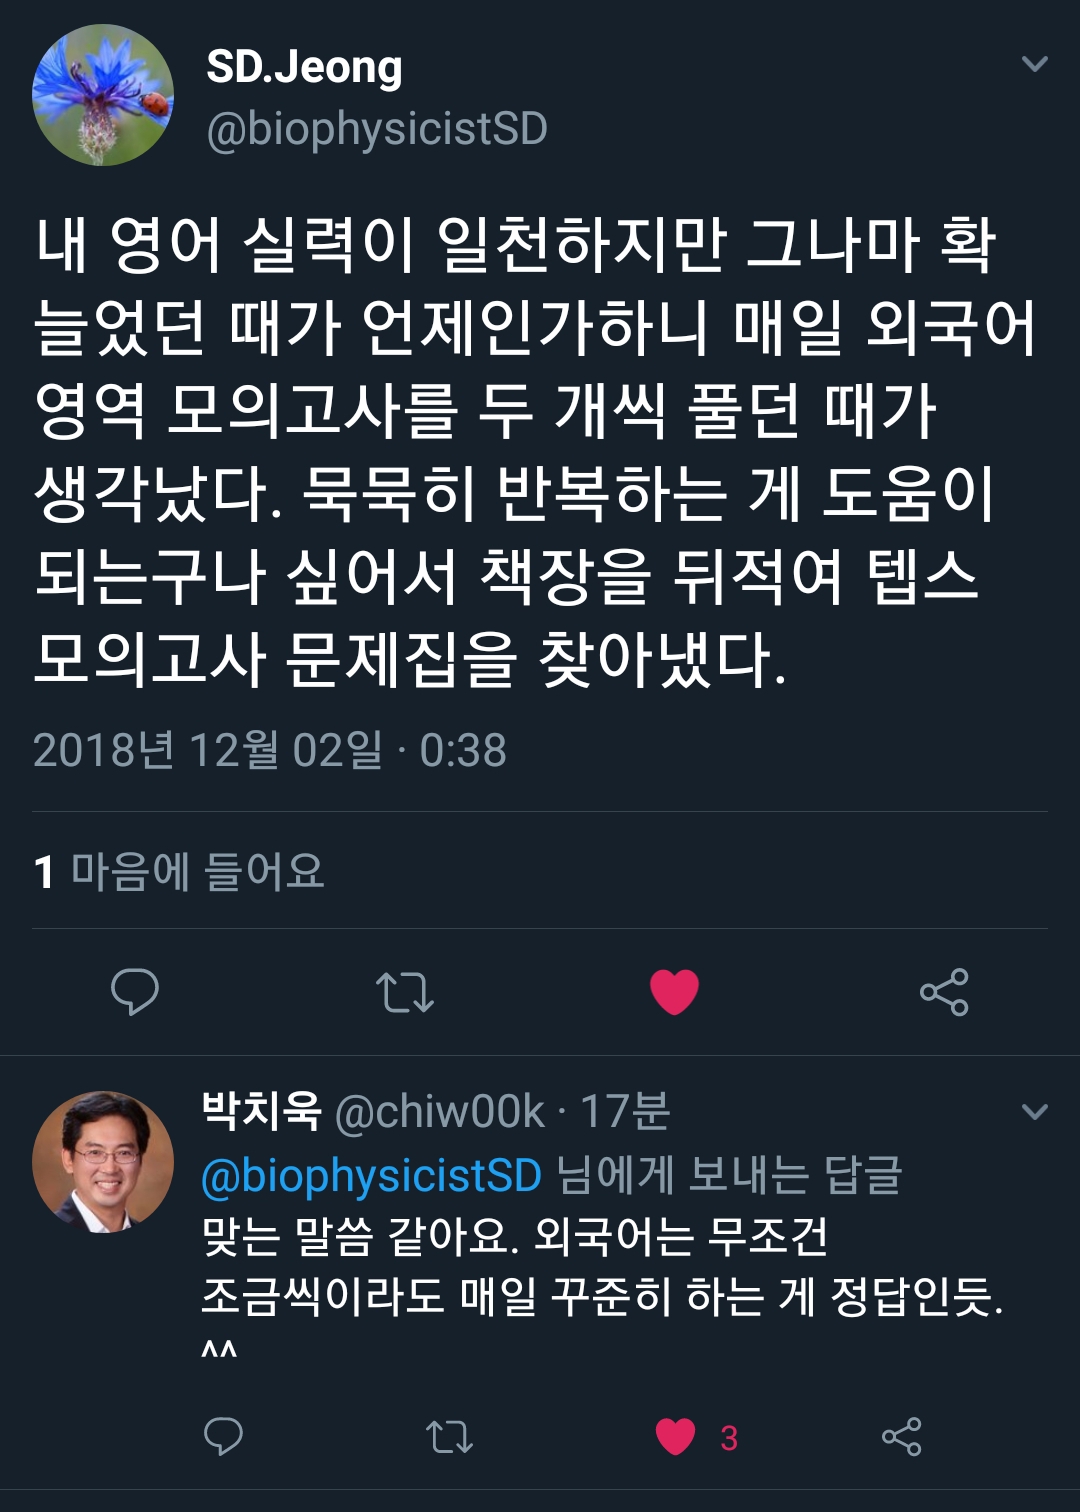 SD.Jeong
@biophysicistSD
내 영어 실력이 일천하지만 그나마 확
늘었던 때가 언제인가하니 매일 외국어
영역 모의고사를 두 개씩 풀던 때가
생각났다. 묵묵히 반복하는 게 도움이
되는구나 싶어서 책장을 뒤적여 텝스
모의고사 문제집을 찾아냈다.
2018년 12월 02일 · 0:38
1 마음에 들어요
박치욱 @chiw00k · 17분
@biophysicistSD 님에게 보내는 답글
맞는 말씀 같아요. 외국어는 무조건
조금씩이라도 매일 꾸준히 하는 게 정답인듯.
^^
3